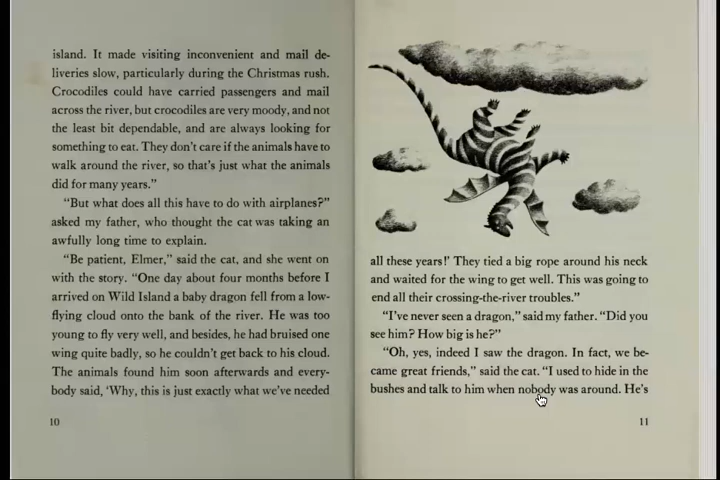 island. It made visiting inconvenient and mail de-
liveries slow, particularly during the Christmas rush.
Crocodiles could have carried passengers and mail
across the river, but crocodiles are very moody, and not
the least bit dependable, and are always looking for
something to eat. They don't care if the animals have to
walk around the river, so that's just what the animals
did for many years."
"But what does all this have to do with airplanes?"
asked my father, who thought the cat was taking an
awfully long time to explain.
"Be patient, Elmer," said the cat, and she went on
with the story. "One day about four months before I
arrived on Wild Island a baby dragon fell from a low-
flying cloud onto the bank of the river. He was too
young to fly very well, and besides, he had bruised one
wing quite badly, so he couldn't get back to his cloud.
The animals found him soon afterwards and every-
body said, 'Why, this is just exactly what we've needed
10
all these years!' They tied a big rope around his neck
and waited for the wing to get well. This was going to
end all their crossing-the-river troubles."
"I've never seen a dragon," said my father. "Did you
see him? How big is he?"
"Oh, yes, indeed I saw the dragon. In fact, we be-
came great friends," said the cat. "I used to hide in the
bushes and talk to him when nobody was around. He's
11